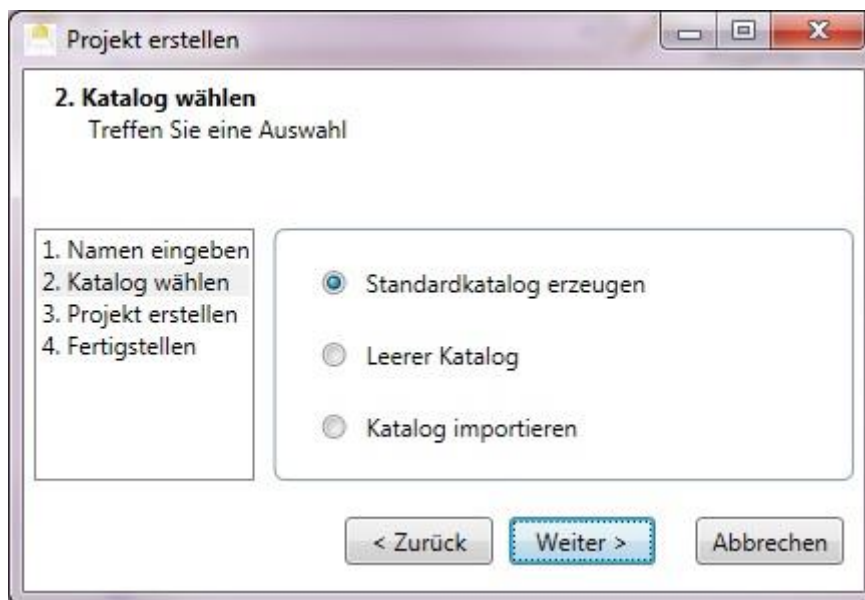 Projekt erstellen
2. Katalog wählen
Treffen Sie eine Auswahl
1. Namen eingeben
2. Katalog wählen
3. Projekt erstellen
4. Fertigstellen
Standardkatalog erzeugen
Leerer Katalog
Katalog importieren
< Zurück
Weiter >
Abbrechen